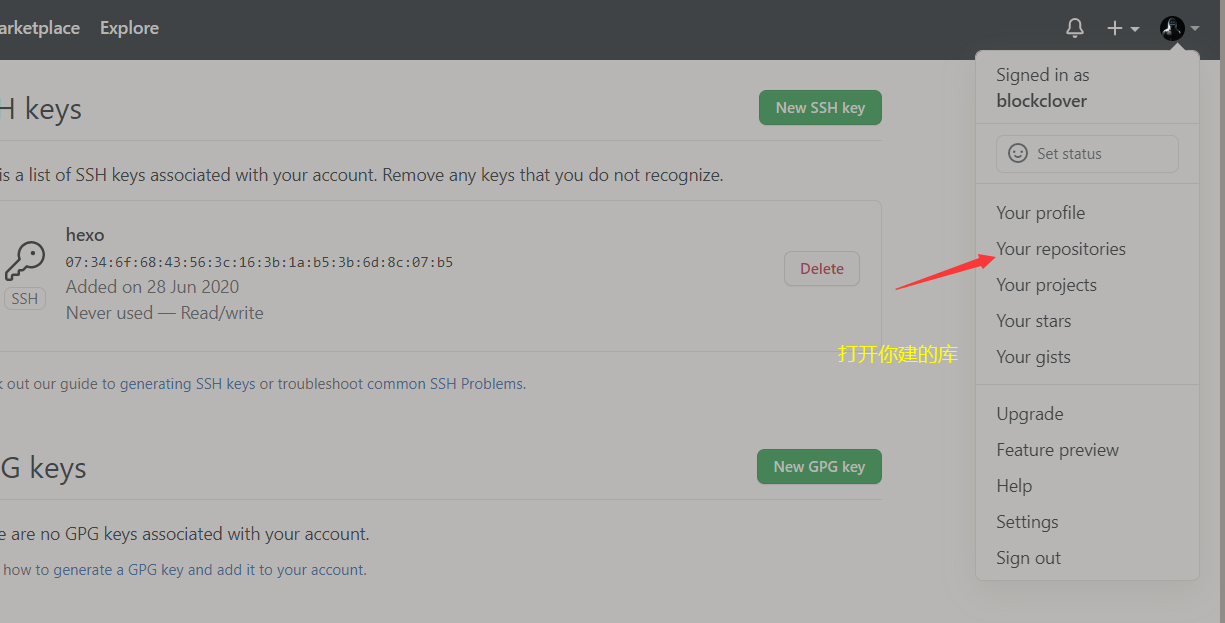 arketplace Explore
Signed in as
blockclover
Set status
Your profile
Your repositories
Your projects
Your stars
Your gists
Upgrade
Feature preview
Help
Settings
Sign out
H keys
New SSH key
is a list of SSH keys associated with your account. Remove any keys that you do not recognize.
hexo
07:34:6f:68:43:56:3c:16:3b:1a:b5:3b:6d:8c:07:b5
Added on 28 Jun 2020
Never used — Read/write
SSH
Delete
打开你建的库
k out our guide to generating SSH keys or troubleshoot common SSH Problems.
G keys
New GPG key
e are no GPG keys associated with your account.
how to generate a GPG key and add it to your account.